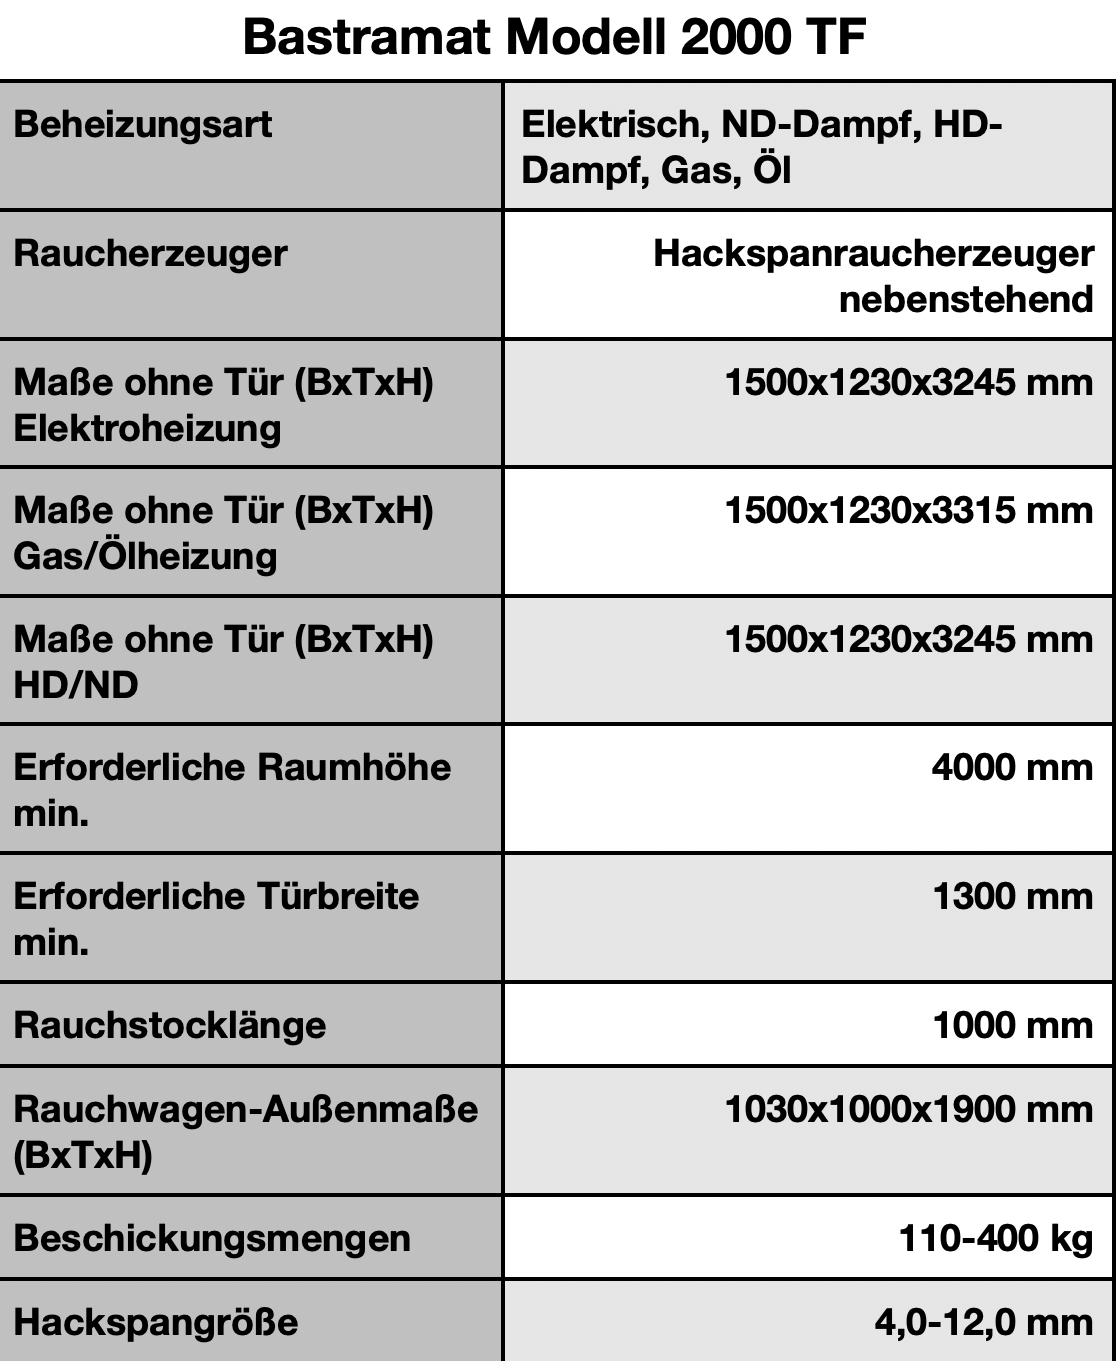 Bastramat Modell 2000 TF
Beheizungsart
Elektrisch, ND-Dampf, HD-
Dampf, Gas, Öl
Raucherzeuger
Hackspanraucherzeuger
nebenstehend
Maße ohne Tür (BxTxH)
Elektroheizung
1500x1230x3245 mm
Maße ohne Tür (BxTxH)
Gas/Ölheizung
1500x1230x3315 mm
Maße ohne Tür (BxTxH)
HD/ND
1500x1230x3245 mm
Erforderliche Raumhöhe
min.
4000 mm
Erforderliche Türbreite
min.
1300 mm
Rauchstocklänge
1000 mm
Rauchwagen-Außenmaße
(BxTxH)
1030x1000x1900 mm
Beschickungsmengen
110-400 kg
Hackspangröße
4,0-12,0 mm